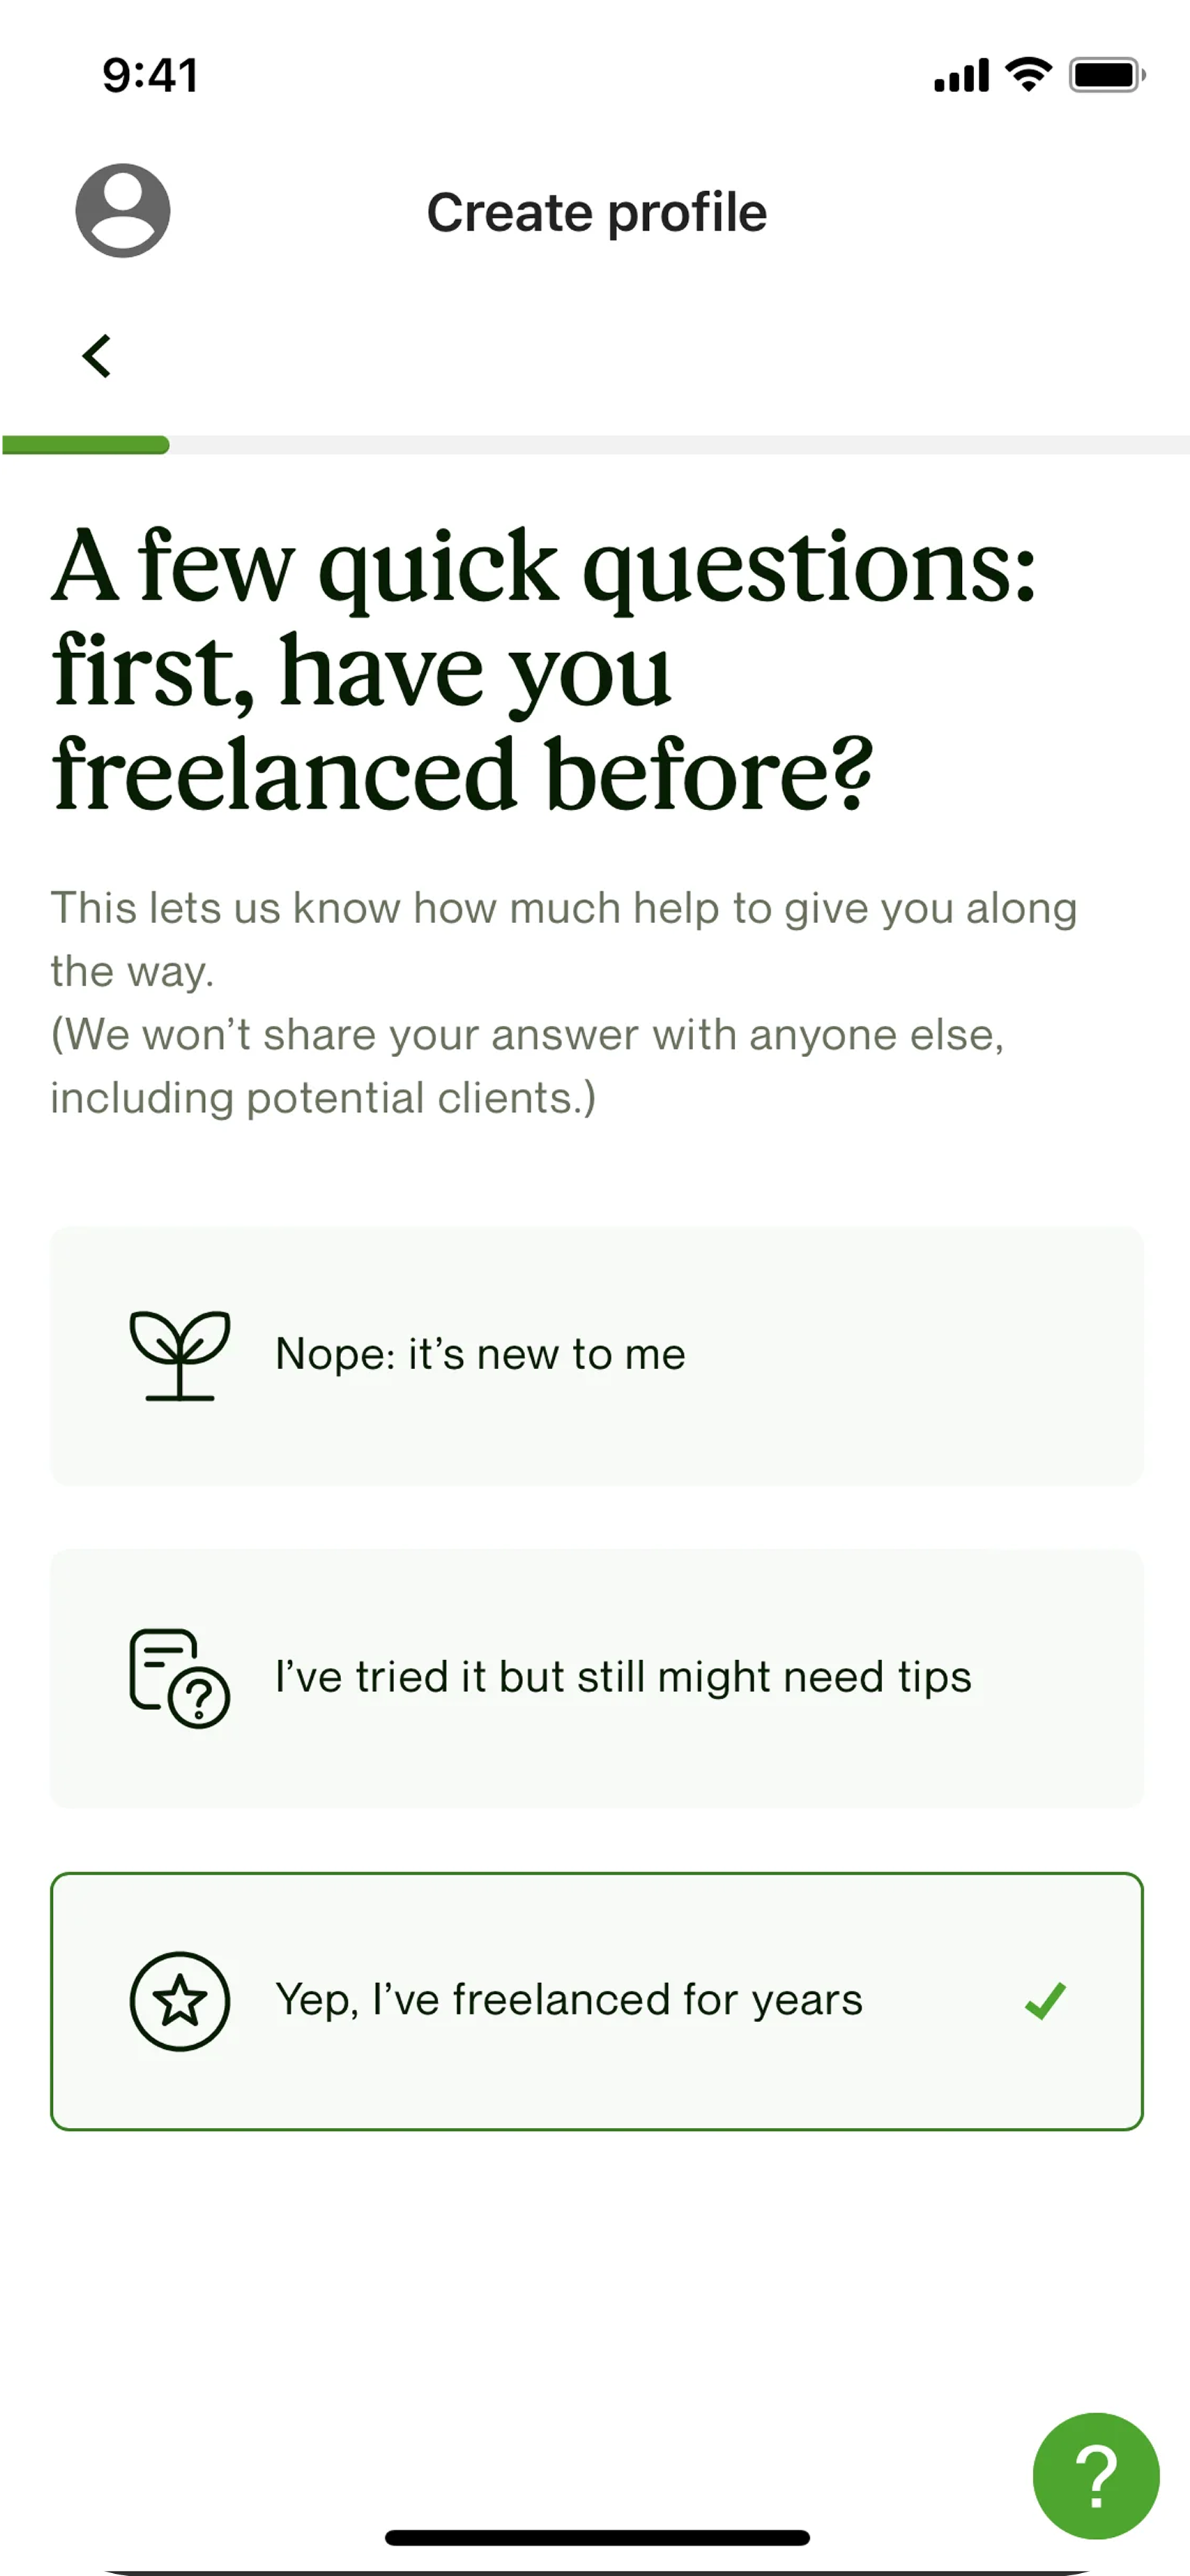 9:41
Create profile
A few quick questions:
first, have you
freelanced before?
This lets us know how much help to give you along
the way.
(We won’t share your answer with anyone else,
including potential clients.)
Nope: it’s new to me
I’ve tried it but still might need tips
Yep, I’ve freelanced for years
?